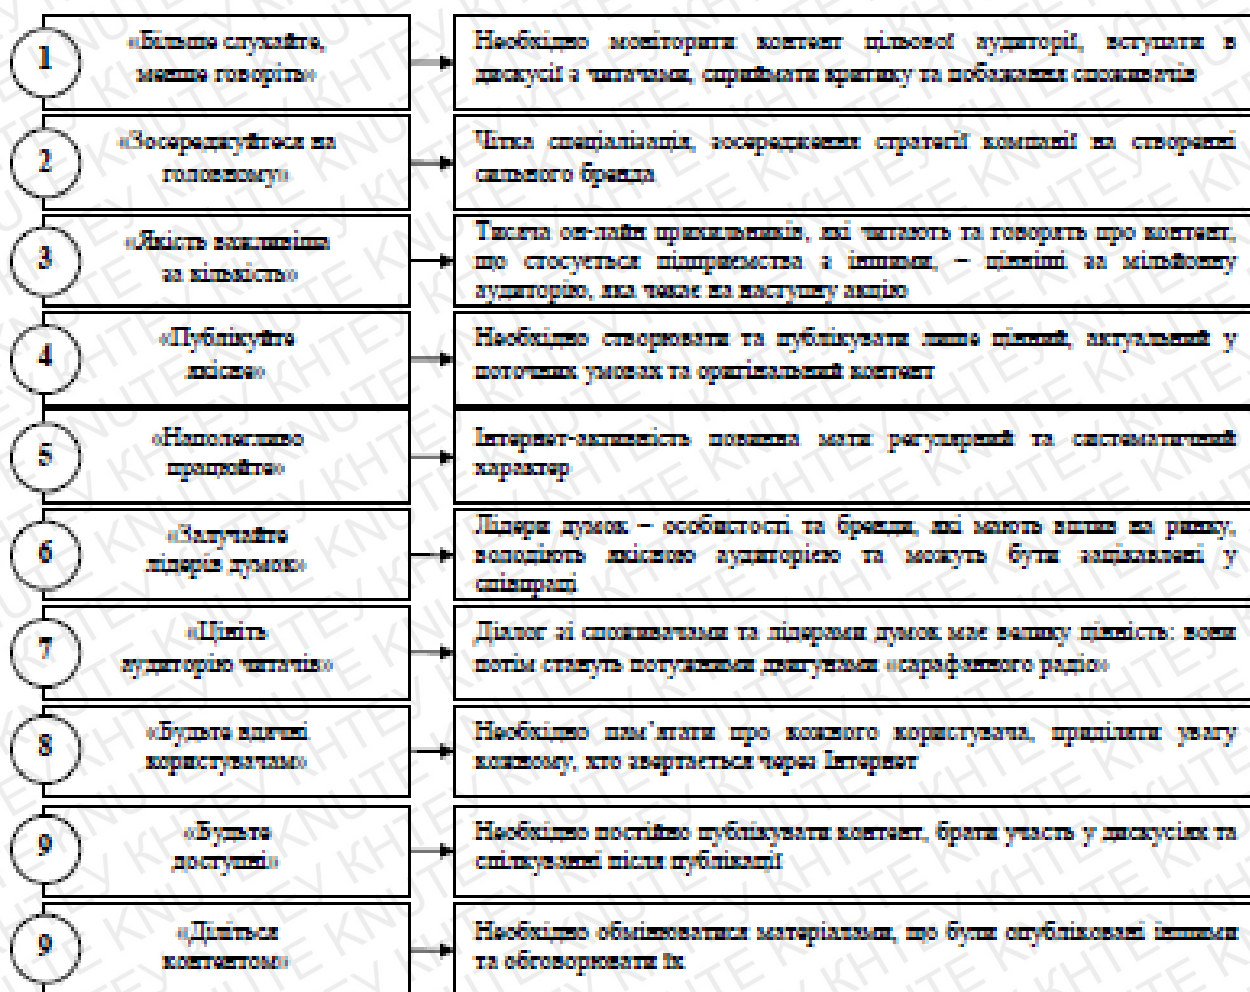 1
«Більше слухайте,
менше говоріть»
Необхідно моніторити контент цільової аудиторії, вступати в
дискусії з читачами, сприймати критику та побажання споживачів
2
«Зосереджуйтеся на
головному»
Чітка спеціалізація, зосередження стратегії компанії на створенні
сильного бренда
3
«Якість важливіша
за кількість»
Тисяча он-лайн прихильників, які читають та говорять про контент,
що стосується підприємства з іншими, – цінніші за мільйонну
аудиторію, яка чекає на наступну акцію
4
«Публікуйте
якісне»
Необхідно створювати та публікувати лише цінний, актуальний у
поточних умовах та оригінальний контент
5
«Наполегливо
працюйте»
Інтернет-активність повинна мати регулярний та систематичний
характер
6
«Залучайте
лідерів думок»
Лідери думок – особистості та бренди, які мають вплив на ринку,
володіють якісною аудиторією та можуть бути зацікавлені у
співпраці
7
«Цініть
аудиторію читачів»
Діалог зі споживачами та лідерами думок має велику цінність: вони
потім стануть потужними двигунами «сарафанного радіо»
8
«Будьте вдячні
користувачам»
Необхідно пам'ятати про кожного користувача, приділяти увагу
кожному, хто звертається через Інтернет
9
«Будьте
доступні»
Необхідно постійно публікувати контент, брати участь у дискусіях та
спілкуванні після публікації
9
«Діліться
контентом»
Необхідно обмінюватися матеріалами, що були опубліковані іншими
та обговорювати їх